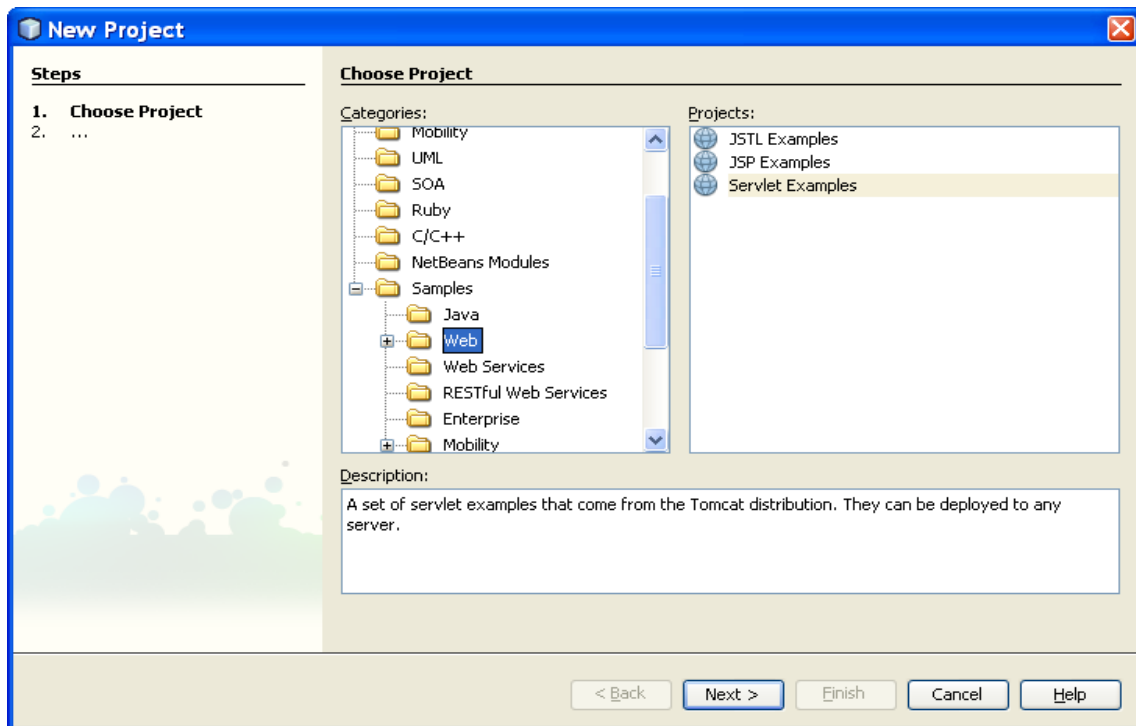 New Project
Steps
1. Choose Project
2. ...
Choose Project
Categories:
Mobility
UML
SOA
Ruby
C/C++
NetBeans Modules
Samples
Java
Web
Web Services
RESTful Web Services
Enterprise
Mobility
Projects:
JSTL Examples
JSP Examples
Servlet Examples
Description:
A set of servlet examples that come from the Tomcat distribution. They can be deployed to any
server.
< Back
Next >
Finish
Cancel
Help